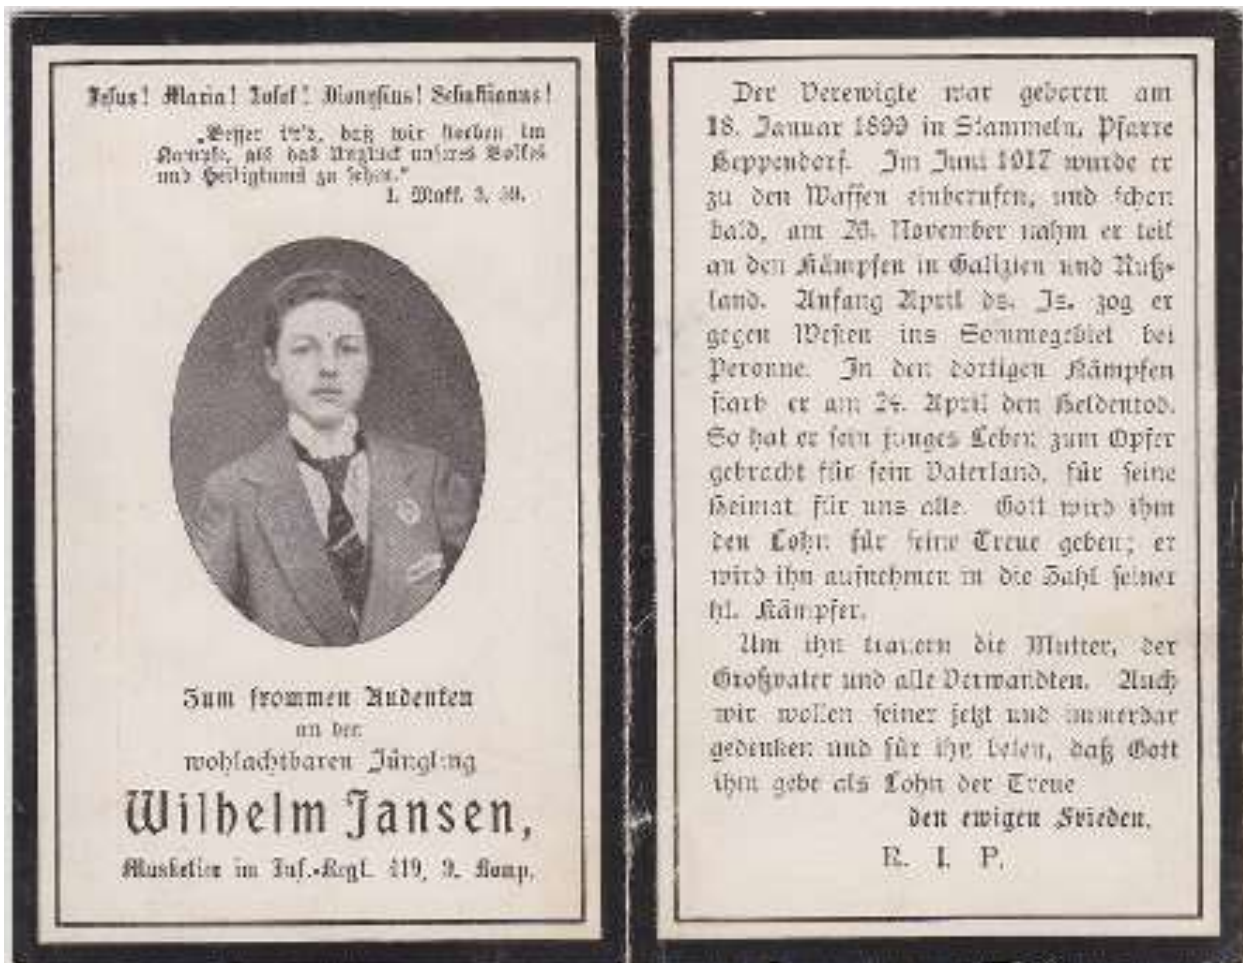 Jesus! Maria! Josef! Dionysius! Sebastianus!
„Besser ist's, daß wir sterben im
Kampfe, als das Unglück unseres Volkes
und Heiligtums zu sehen."
1. Makk. 3, 59.
Zum frommen Andenken
an den
wohlachtbaren Jüngling
Wilhelm Jansen,
Musketier im Inf.-Regt. 419, 9. Komp.
Der Verewigte war geboren am
18. Januar 1899 in Stammeln, Pfarre
Heppendorf. Im Juni 1917 wurde er
zu den Waffen einberufen, und schon
bald, am 26. November nahm er teil
an den Kämpfen in Galizien und Ruß-
land. Anfang April ds. Js. zog er
gegen Westen ins Sommegebiet bei
Peronne. In den dortigen Kämpfen
starb er am 24. April den Heldentod.
So hat er sein junges Leben zum Opfer
gebracht für sein Vaterland, für seine
Heimat für uns alle. Gott wird ihm
den Lohn für seine Treue geben; er
wird ihn aufnehmen in die Zahl seiner
hl. Kämpfer.
Um ihn trauern die Mutter, der
Großvater und alle Verwandten. Auch
wir wollen seiner jetzt und immerdar
gedenken und für ihn beten, daß Gott
ihm gebe als Lohn der Treue
den ewigen Frieden.
R. I. P.